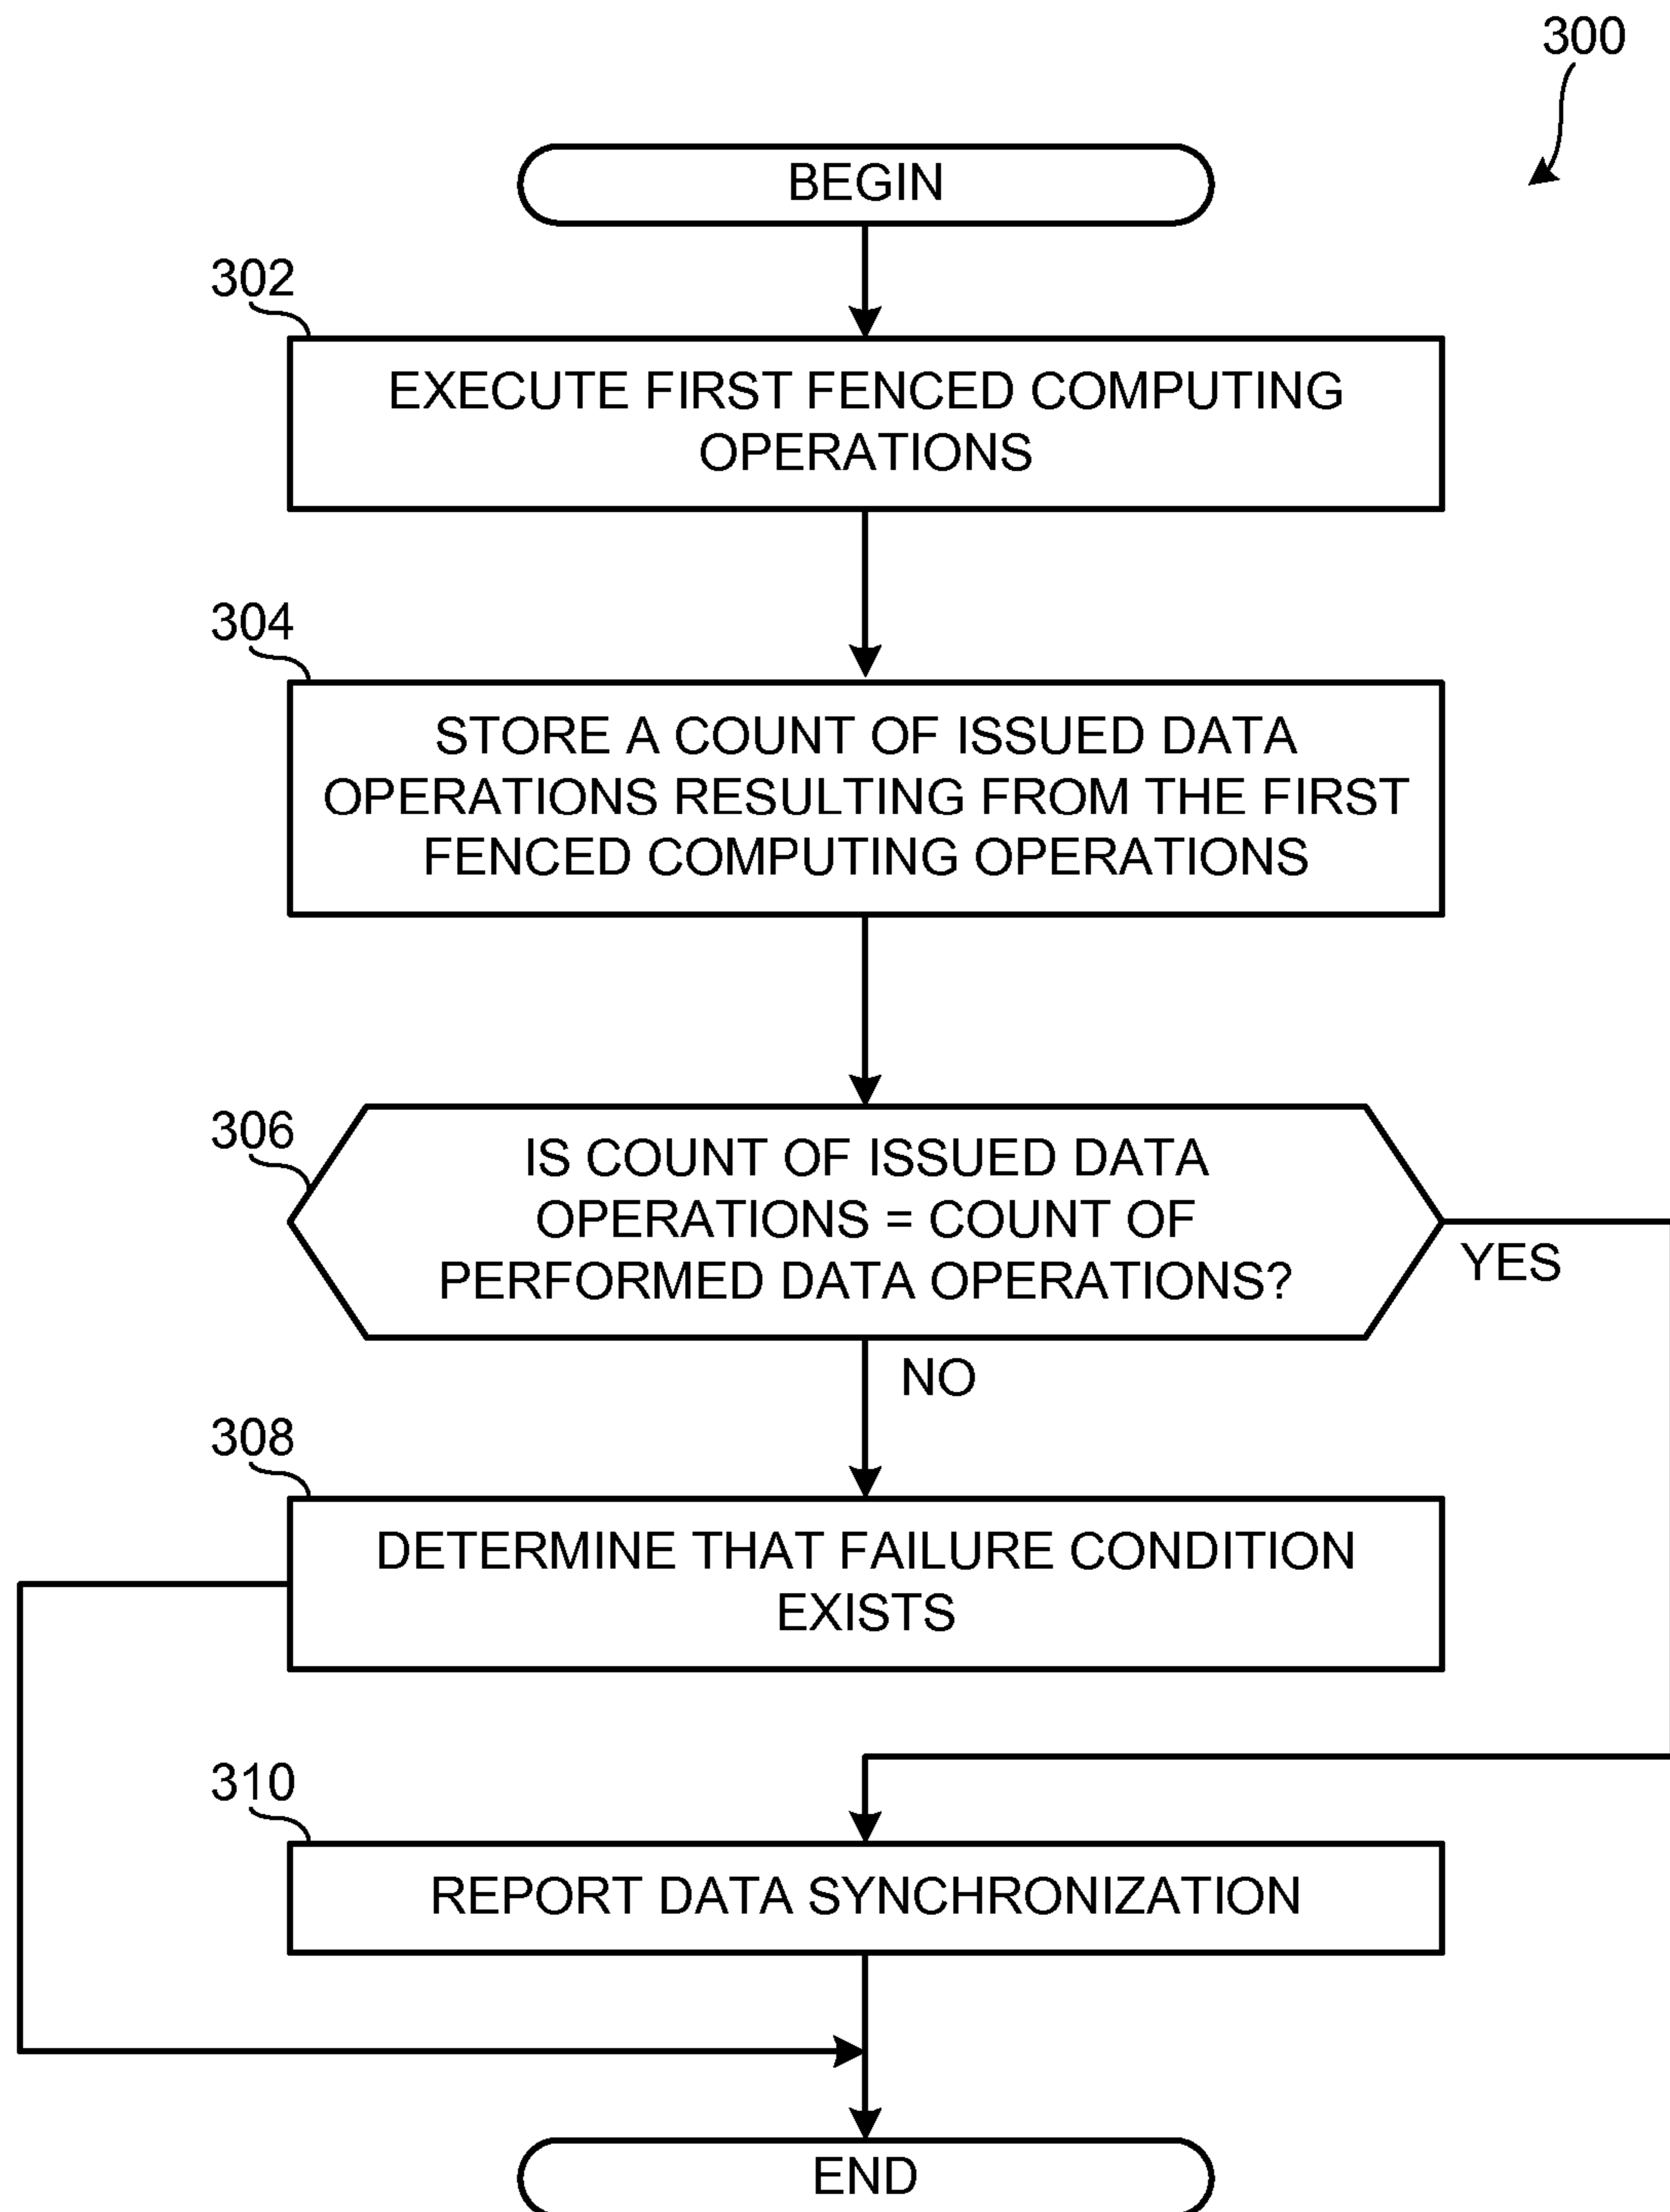 300
BEGIN
302
EXECUTE FIRST FENCED COMPUTING
OPERATIONS
304
STORE A COUNT OF ISSUED DATA
OPERATIONS RESULTING FROM THE FIRST
FENCED COMPUTING OPERATIONS
306
IS COUNT OF ISSUED DATA
OPERATIONS = COUNT OF
PERFORMED DATA OPERATIONS?
YES
NO
308
DETERMINE THAT FAILURE CONDITION
EXISTS
310
REPORT DATA SYNCHRONIZATION
END